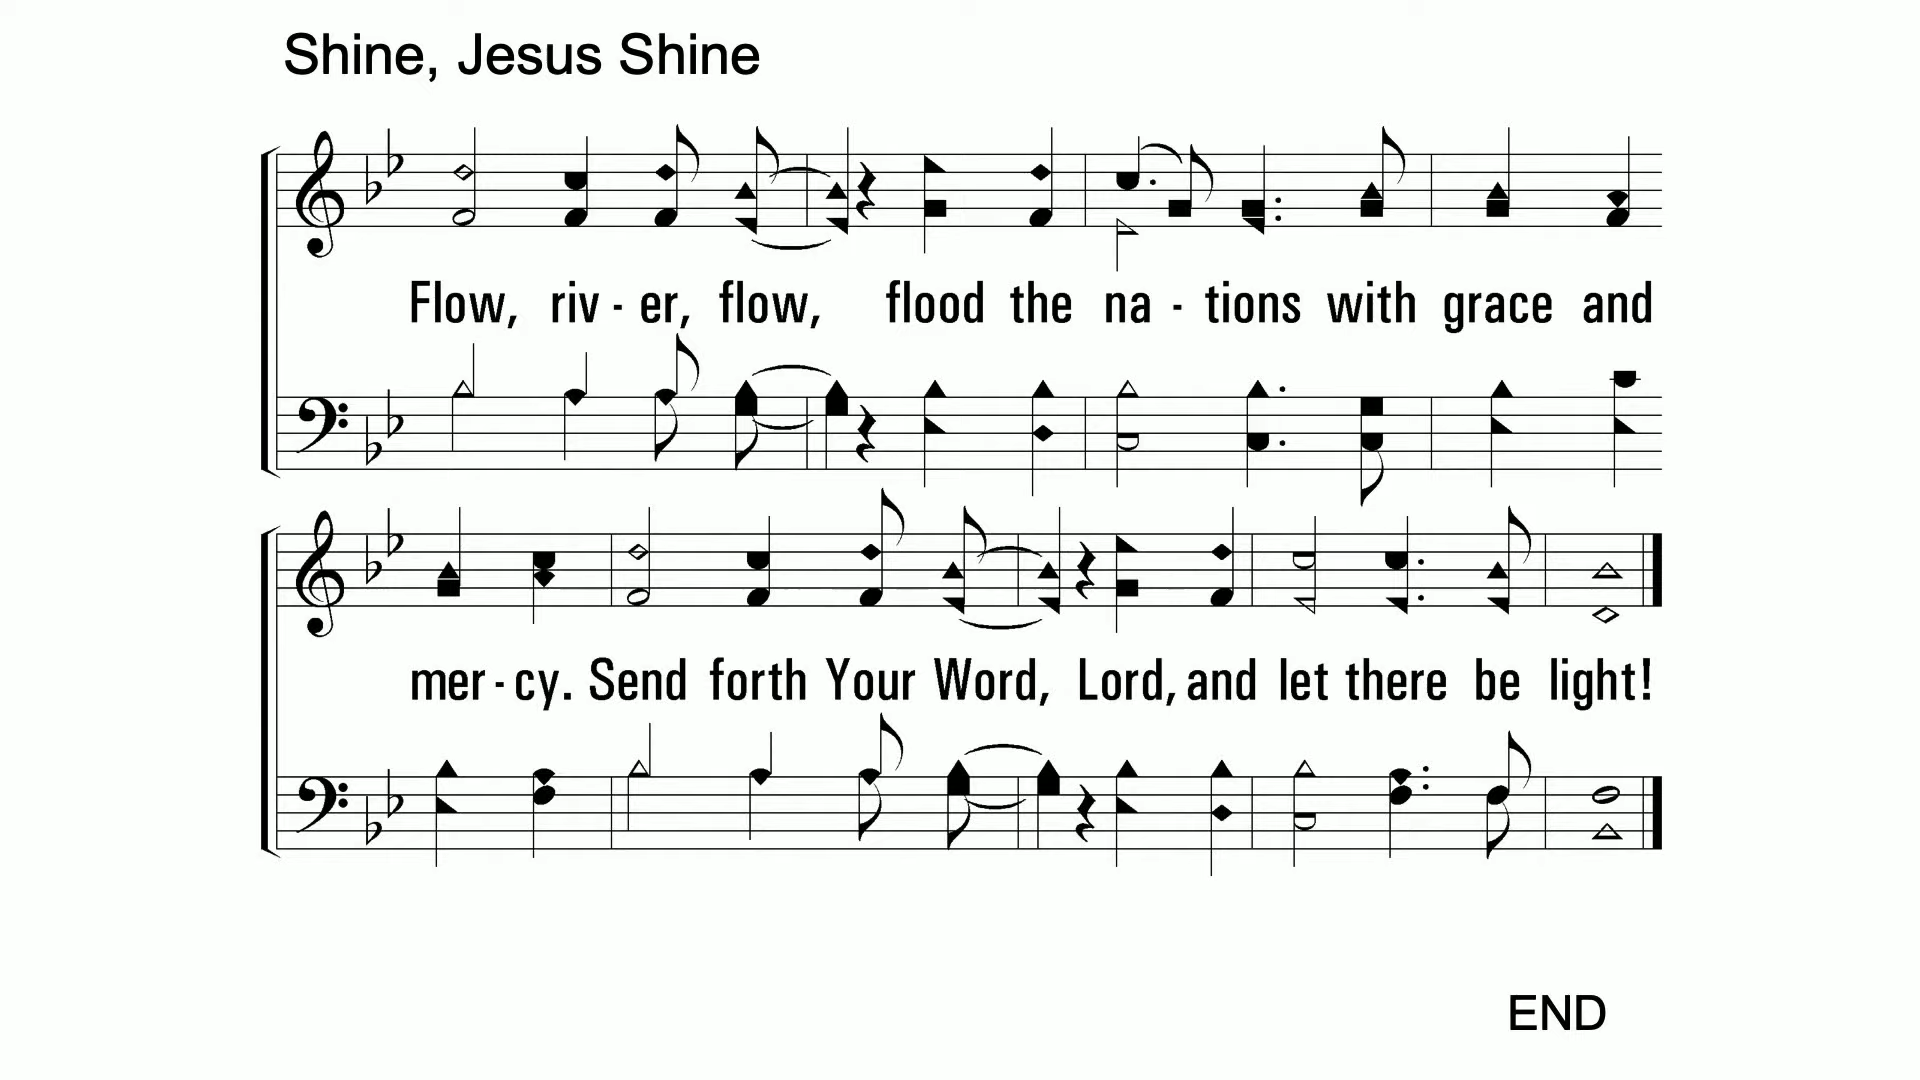 Shine, Jesus Shine
Flow, riv - er, flow, flood the na - tions with grace and
mer - cy. Send forth Your Word, Lord, and let there be light!
END